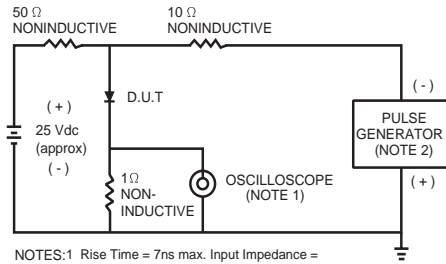 50 Ω
NONINDUCTIVE
10 Ω
NONINDUCTIVE
( + )
25 Vdc
(approx)
( - )
D.U.T
1Ω
NON-
INDUCTIVE
OSCILLOSCOPE
(NOTE 1)
( - )
PULSE
GENERATOR
(NOTE 2)
( + )
NOTES:1 Rise Time = 7ns max. Input Impedance =